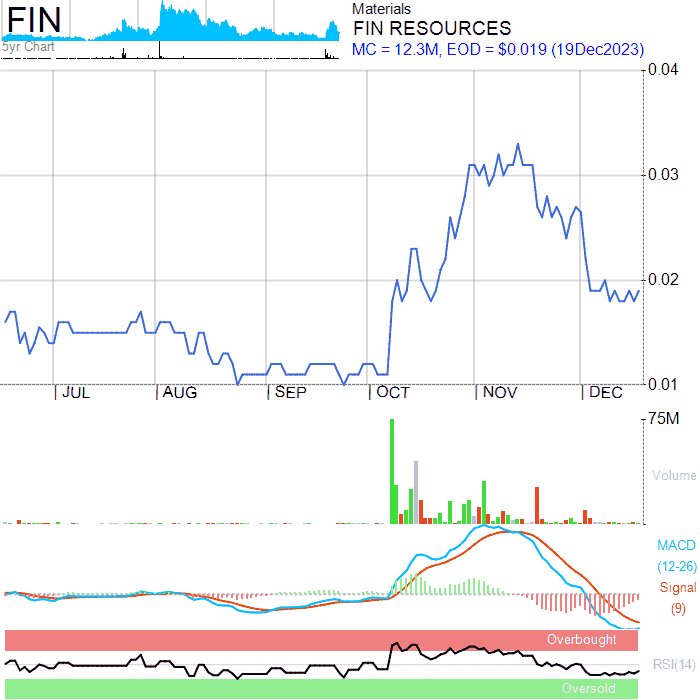 FIN
5yr Chart
Materials
FIN RESOURCES
MC = 12.3M, EOD = $0.019 (19Dec2023)
0.04
0.03
0.02
0.01
JUL
AUG
SEP
OCT
NOV
DEC
75M
Volume
MACD
(12-26)
Signal
(9)
Overbought
RSI(14)
Oversold